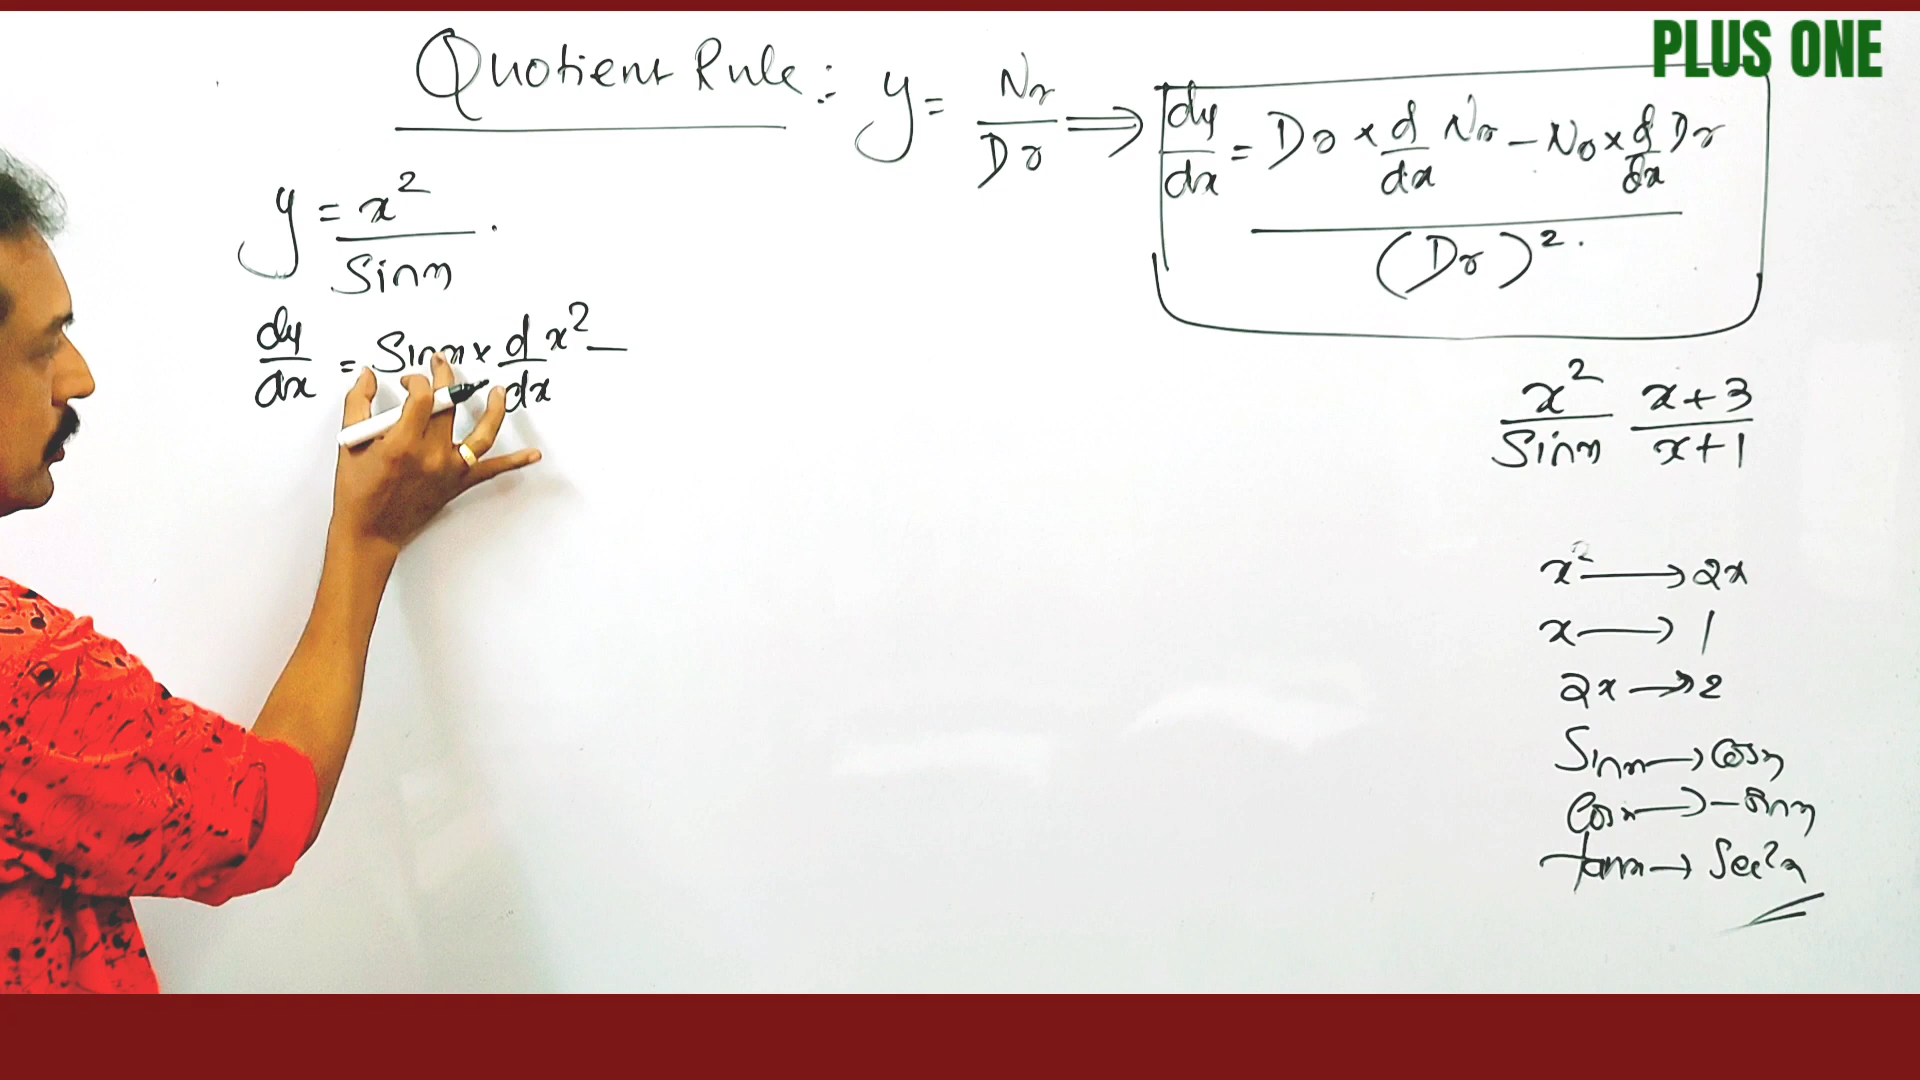 PLUS ONE
Quotient Rule :- y = Nr / Dr ⟹ dy/dx = Dr × d/dx Nr − Nr × d/dx Dr / (Dr)²
y = x² / Sinx
dy/dx = Sinx × d/dx x² −
x² / Sinx x+3 / x+1
x² → 2x
x → 1
2x → 2
Sinx → Cosx
Cosx → −Sinx
tanx → Sec²x